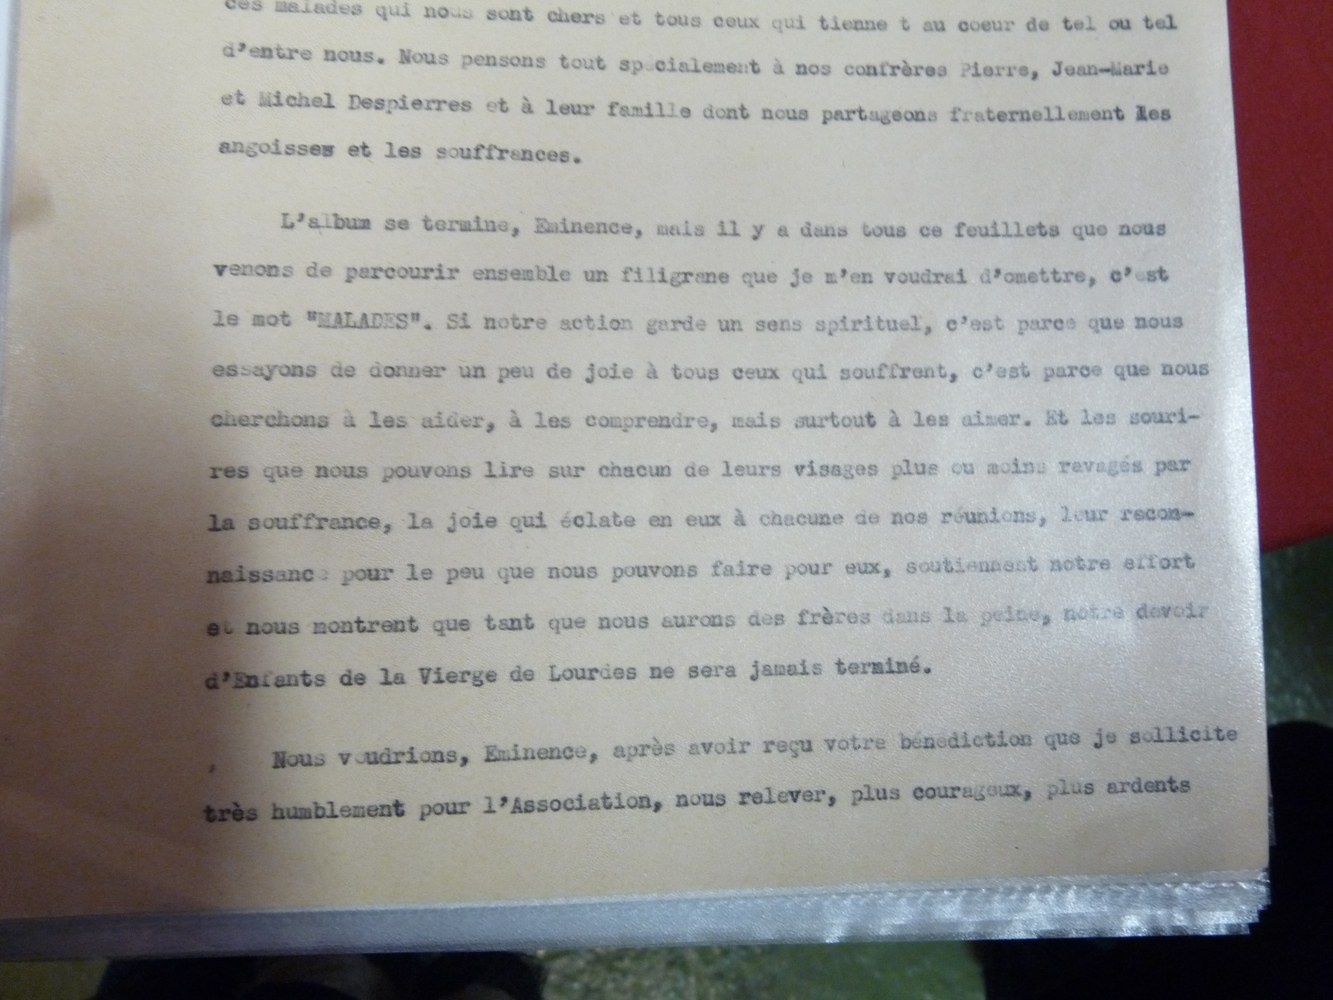 ces malades qui nous sont chers et tous ceux qui tienne t au coeur de tel ou tel
d'entre nous. Nous pensons tout spécialement à nos confrères Pierre, Jean-Marie
et Michel Despierres et à leur famille dont nous partageons fraternellement les
angoisses et les souffrances.
L'album se termine, Eminence, mais il y a dans tous ce feuillets que nous
venons de parcourir ensemble un filigrane que je m'en voudrai d'omettre, c'est
le mot "MALADES". Si notre action garde un sens spirituel, c'est parce que nous
essayons de donner un peu de joie à tous ceux qui souffrent, c'est parce que nous
cherchons à les aider, à les comprendre, mais surtout à les aimer. Et les souri-
res que nous pouvons lire sur chacun de leurs visages plus ou moins ravagés par
la souffrance, la joie qui éclate en eux à chacune de nos réunions, leur recon-
naissance pour le peu que nous pouvons faire pour eux, soutiennent notre effort
et nous montrent que tant que nous aurons des frères dans la peine, notre devoir
d'Enfants de la Vierge de Lourdes ne sera jamais terminé.
, Nous voudrions, Eminence, après avoir reçu votre bénédiction que je sollicite
très humblement pour l'Association, nous relever, plus courageux, plus ardents